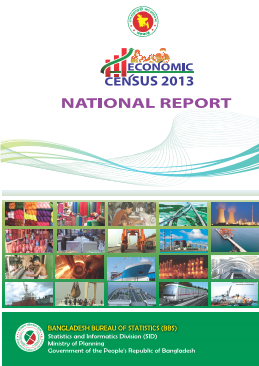 ECONOMIC
CENSUS 2013
NATIONAL REPORT
BANGLADESH BUREAU OF STATISTICS (BBS)
Statistics and Informatics Division (SID)
Ministry of Planning
Government of the People's Republic of Bangladesh